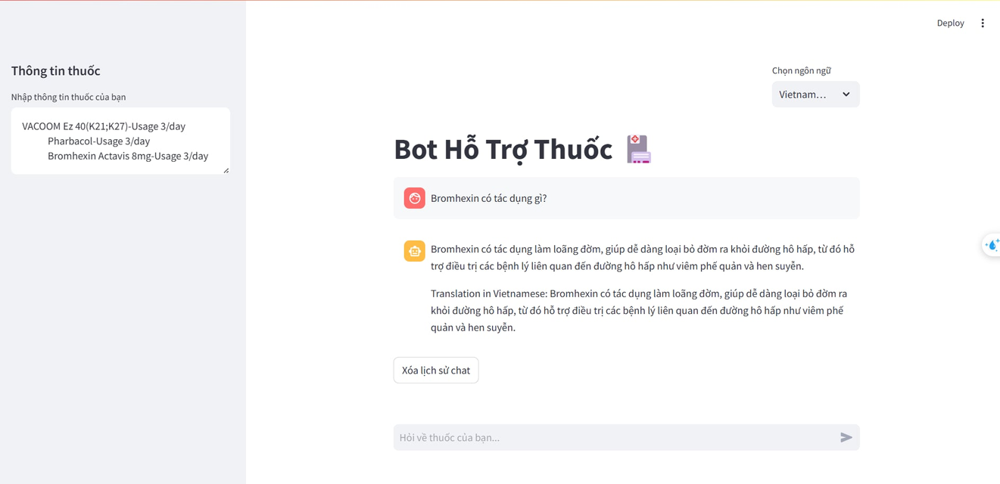 Deploy
Thông tin thuốc
Nhập thông tin thuốc của bạn
VACOOM Ez 40(K21;K27)-Usage 3/day
Pharbacol-Usage 3/day
Bromhexin Actavis 8mg-Usage 3/day
Chọn ngôn ngữ
Vietnam…
Bot Hỗ Trợ Thuốc
Bromhexin có tác dụng gì?
Bromhexin có tác dụng làm loãng đờm, giúp dễ dàng loại bỏ đờm ra khỏi đường hô hấp, từ đó hỗ
trợ điều trị các bệnh lý liên quan đến đường hô hấp như viêm phế quản và hen suyễn.
Translation in Vietnamese: Bromhexin có tác dụng làm loãng đờm, giúp dễ dàng loại bỏ đờm ra
khỏi đường hô hấp, từ đó hỗ trợ điều trị các bệnh lý liên quan đến đường hô hấp như viêm phế
quản và hen suyễn.
Xóa lịch sử chat
Hỏi về thuốc của bạn...